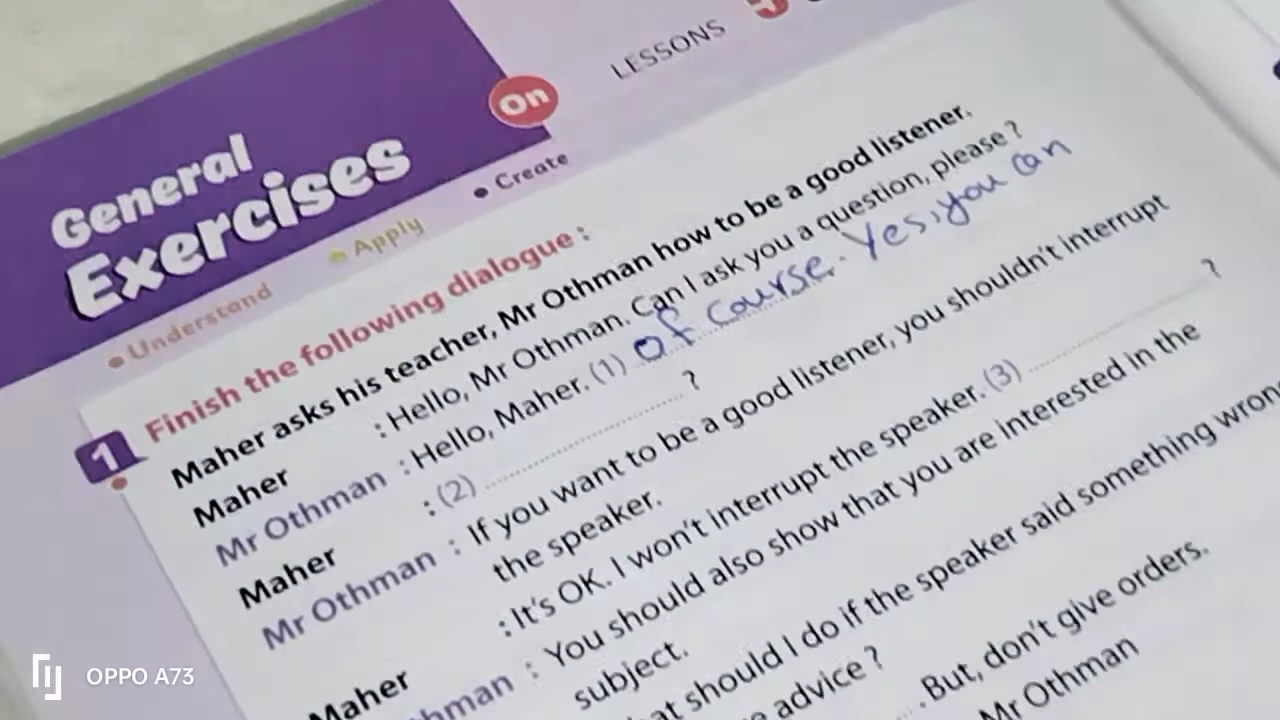 LESSONS 5
General
Exercises
On
• Understand • Apply • Create
1 Finish the following dialogue :
Maher asks his teacher, Mr Othman how to be a good listener.
Maher : Hello, Mr Othman. Can I ask you a question, please ?
Mr Othman : Hello, Maher. (1) Of course. Yes, you can
Maher : (2) ........................ ?
Mr Othman : If you want to be a good listener, you shouldn't interrupt
the speaker.
Maher : It's OK. I won't interrupt the speaker. (3) ........................ ?
: You should also show that you are interested in the
subject.
should I do if the speaker said something
advice ?
But, don't give orders.
Mr Othman
OPPO A73